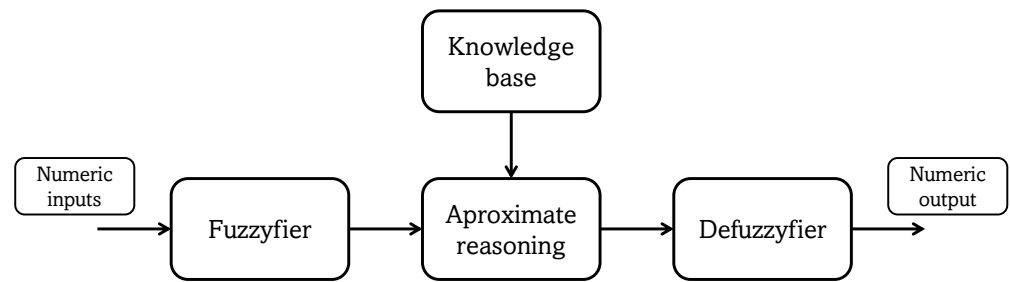 Knowledge
base
Numeric
inputs
Fuzzyfier
Aproximate
reasoning
Defuzzyfier
Numeric
output